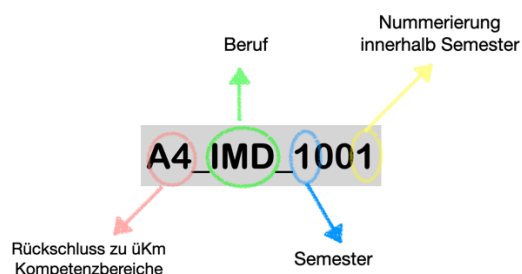 Nummerierung
innerhalb Semester
Beruf
A4_IMD_1001
Rückschluss zu üKm
Kompetenzbereiche
Semester